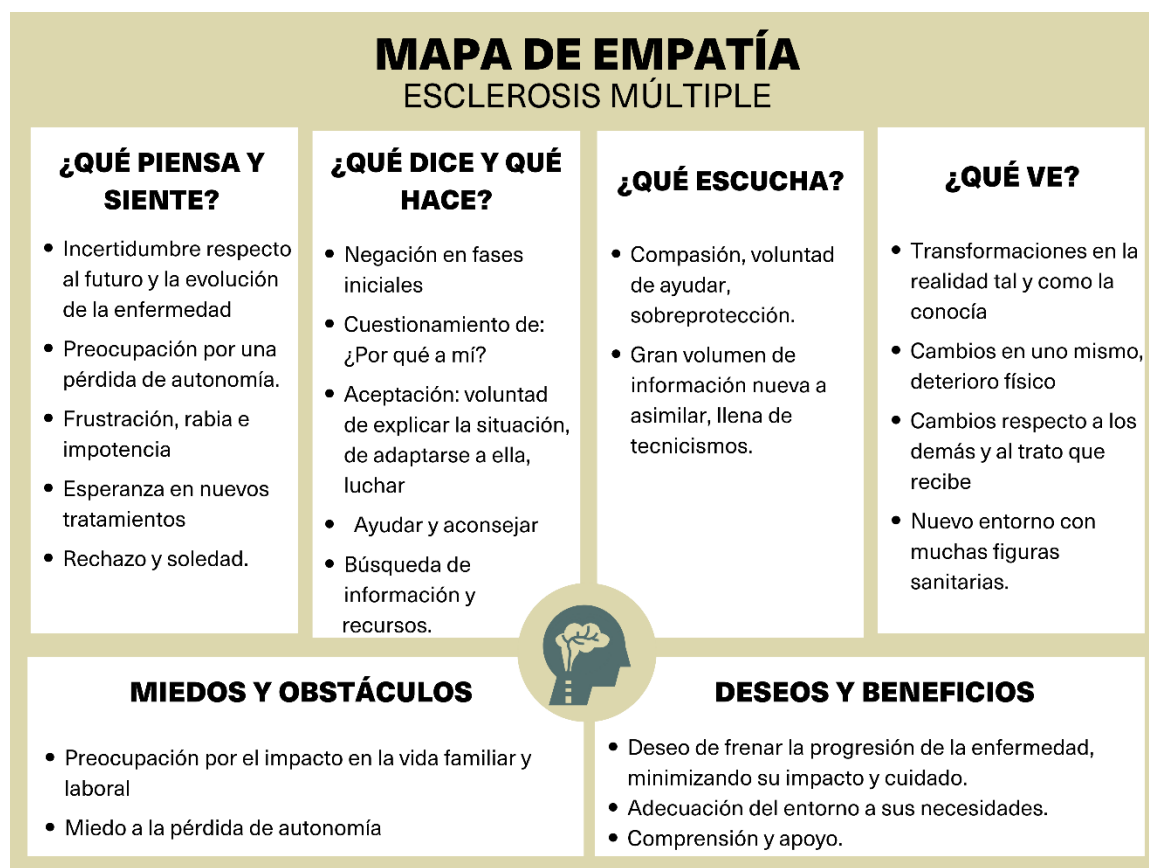 MAPA DE EMPATÍA
ESCLEROSIS MÚLTIPLE
¿QUÉ PIENSA Y
SIENTE?
• Incertidumbre respecto
al futuro y la evolución
de la enfermedad
• Preocupación por una
pérdida de autonomía.
• Frustración, rabia e
impotencia
• Esperanza en nuevos
tratamientos
• Rechazo y soledad.
¿QUÉ DICE Y QUÉ
HACE?
• Negación en fases
iniciales
• Cuestionamiento de:
¿Por qué a mí?
• Aceptación: voluntad
de explicar la situación,
de adaptarse a ella,
luchar
• Ayudar y aconsejar
• Búsqueda de
información y
recursos.
¿QUÉ ESCUCHA?
• Compasión, voluntad
de ayudar,
sobreprotección.
• Gran volumen de
información nueva a
asimilar, llena de
tecnicismos.
¿QUÉ VE?
• Transformaciones en la
realidad tal y como la
conocía
• Cambios en uno mismo,
deterioro físico
• Cambios respecto a los
demás y al trato que
recibe
• Nuevo entorno con
muchas figuras
sanitarias.
MIEDOS Y OBSTÁCULOS
• Preocupación por el impacto en la vida familiar y
laboral
• Miedo a la pérdida de autonomía
DESEOS Y BENEFICIOS
• Deseo de frenar la progresión de la enfermedad,
minimizando su impacto y cuidado.
• Adecuación del entorno a sus necesidades.
• Comprensión y apoyo.